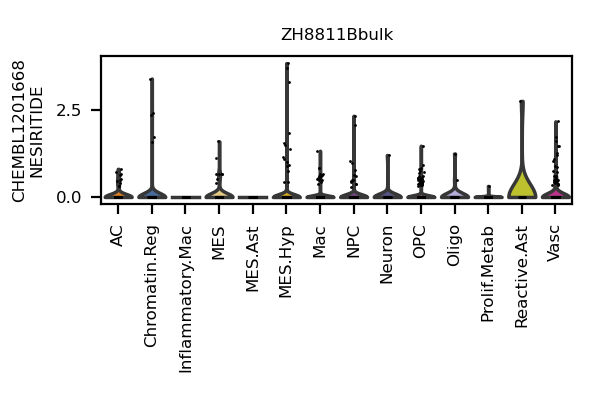 ZH8811Bbulk
CHEMBL1201668
NESIRITIDE
2.5
0.0
AC
Chromatin.Reg
Inflammatory.Mac
MES
MES.Ast
MES.Hyp
Mac
NPC
Neuron
OPC
Oligo
Prolif.Metab
Reactive.Ast
Vasc